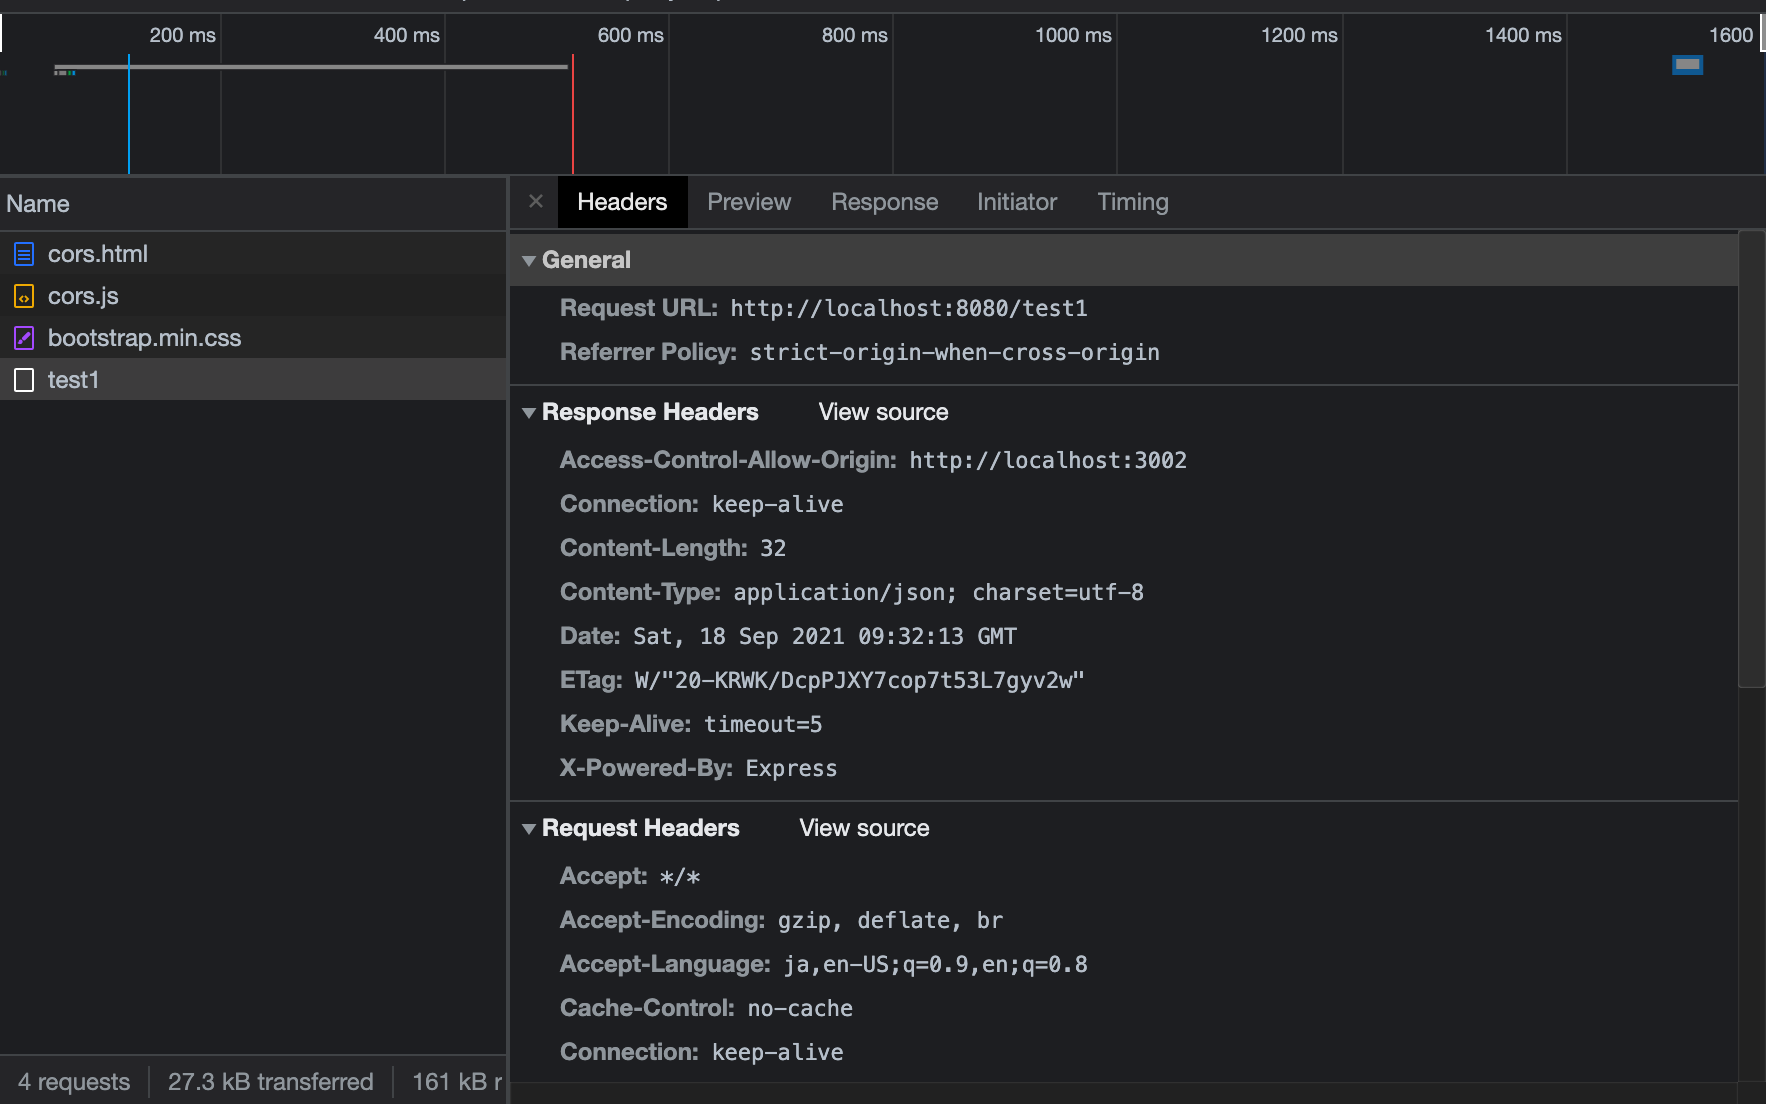 200 ms
400 ms
600 ms
800 ms
1000 ms
1200 ms
1400 ms
1600
Name
cors.html
cors.js
bootstrap.min.css
test1
4 requests
27.3 kB transferred
161 kB r
× Headers Preview Response Initiator Timing
General
Request URL: http://localhost:8080/test1
Referrer Policy: strict-origin-when-cross-origin
Response Headers View source
Access-Control-Allow-Origin: http://localhost:3002
Connection: keep-alive
Content-Length: 32
Content-Type: application/json; charset=utf-8
Date: Sat, 18 Sep 2021 09:32:13 GMT
ETag: W/"20-KRWK/DcpPJXY7cop7t53L7gyv2w"
Keep-Alive: timeout=5
X-Powered-By: Express
Request Headers View source
Accept: */*
Accept-Encoding: gzip, deflate, br
Accept-Language: ja,en-US;q=0.9,en;q=0.8
Cache-Control: no-cache
Connection: keep-alive